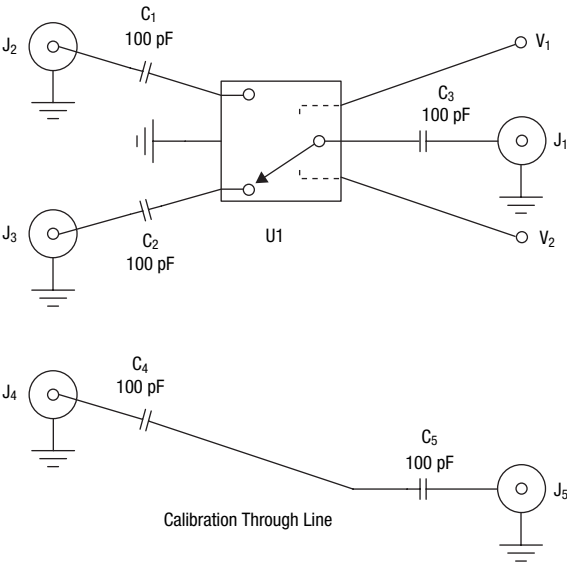 C1
100 pF
J2
V1
C3
100 pF
J1
J3
C2
100 pF
U1
V2
C4
100 pF
J4
C5
100 pF
J5
Calibration Through Line